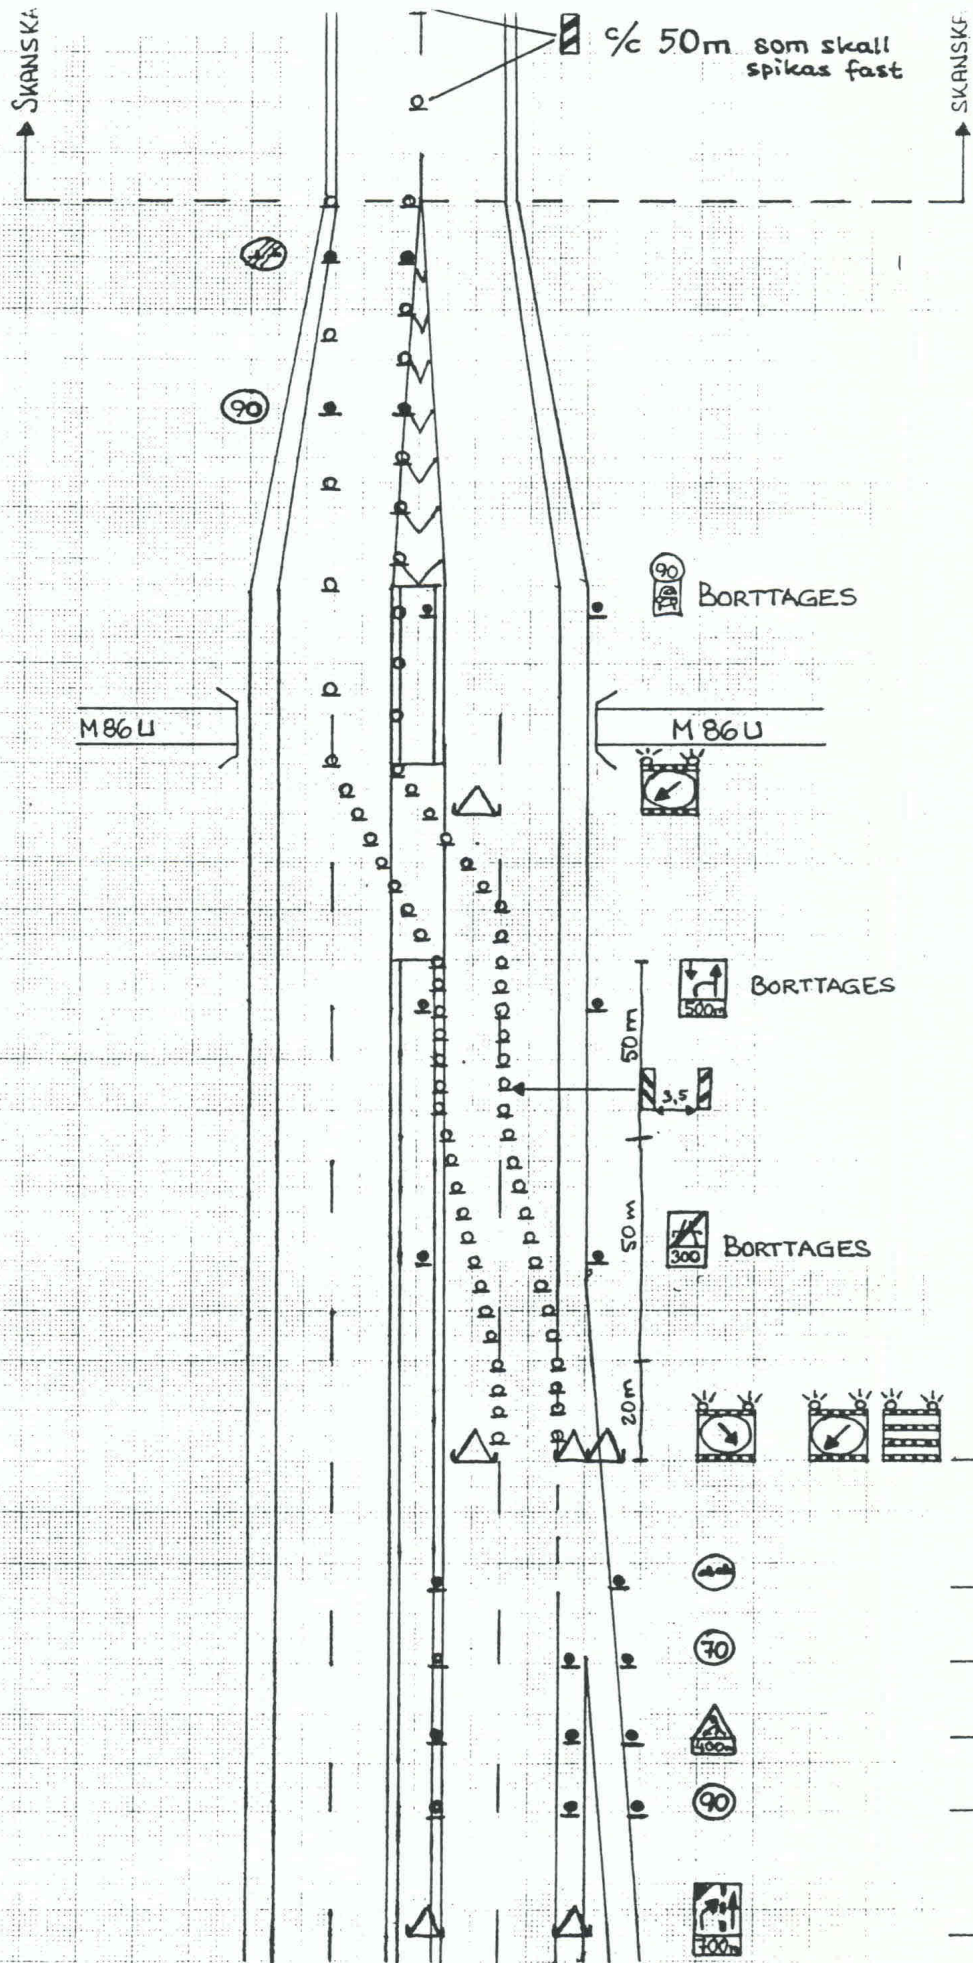 SKANSKA
c/c 50m som skall
spikas fast
SKANSKA
90
90
BORTTAGES
M86U
M86U
500m
BORTTAGES
50m
3,5
50m
300
BORTTAGES
20m
70
400m
90
700m